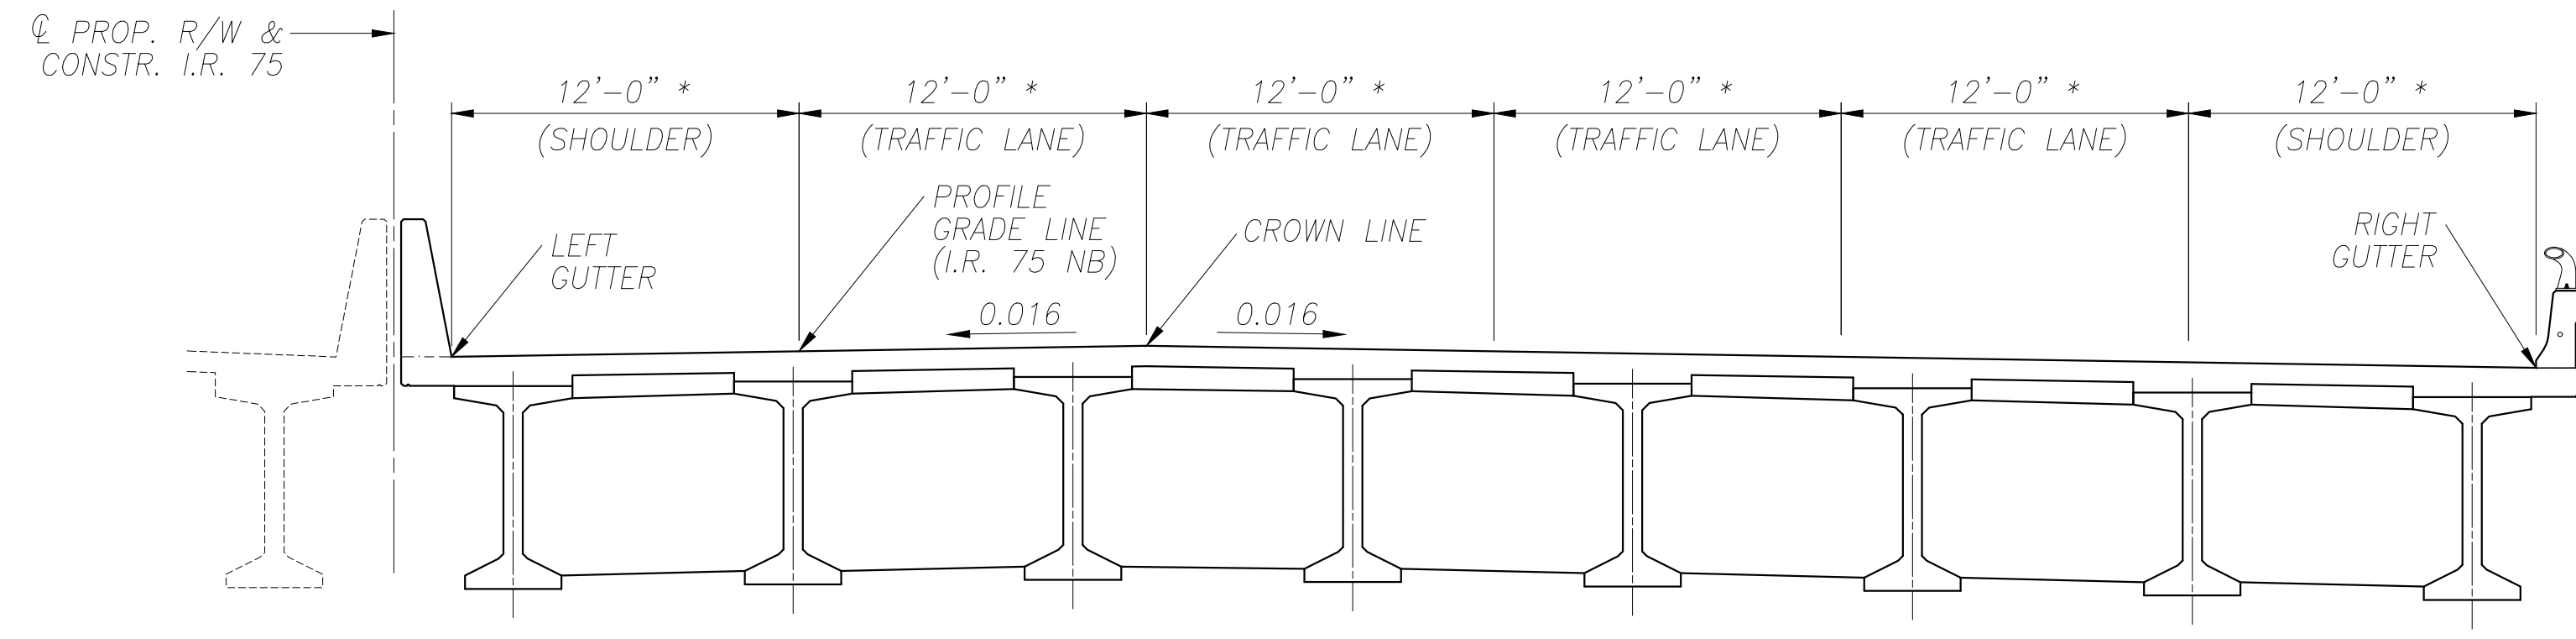 ℄ PROP. R/W &
CONSTR. I.R. 75
12'-0" *
(SHOULDER)
12'-0" *
(TRAFFIC LANE)
12'-0" *
(TRAFFIC LANE)
12'-0" *
(TRAFFIC LANE)
12'-0" *
(TRAFFIC LANE)
12'-0" *
(SHOULDER)
LEFT
GUTTER
PROFILE
GRADE LINE
(I.R. 75 NB)
CROWN LINE
RIGHT
GUTTER
0.016
0.016